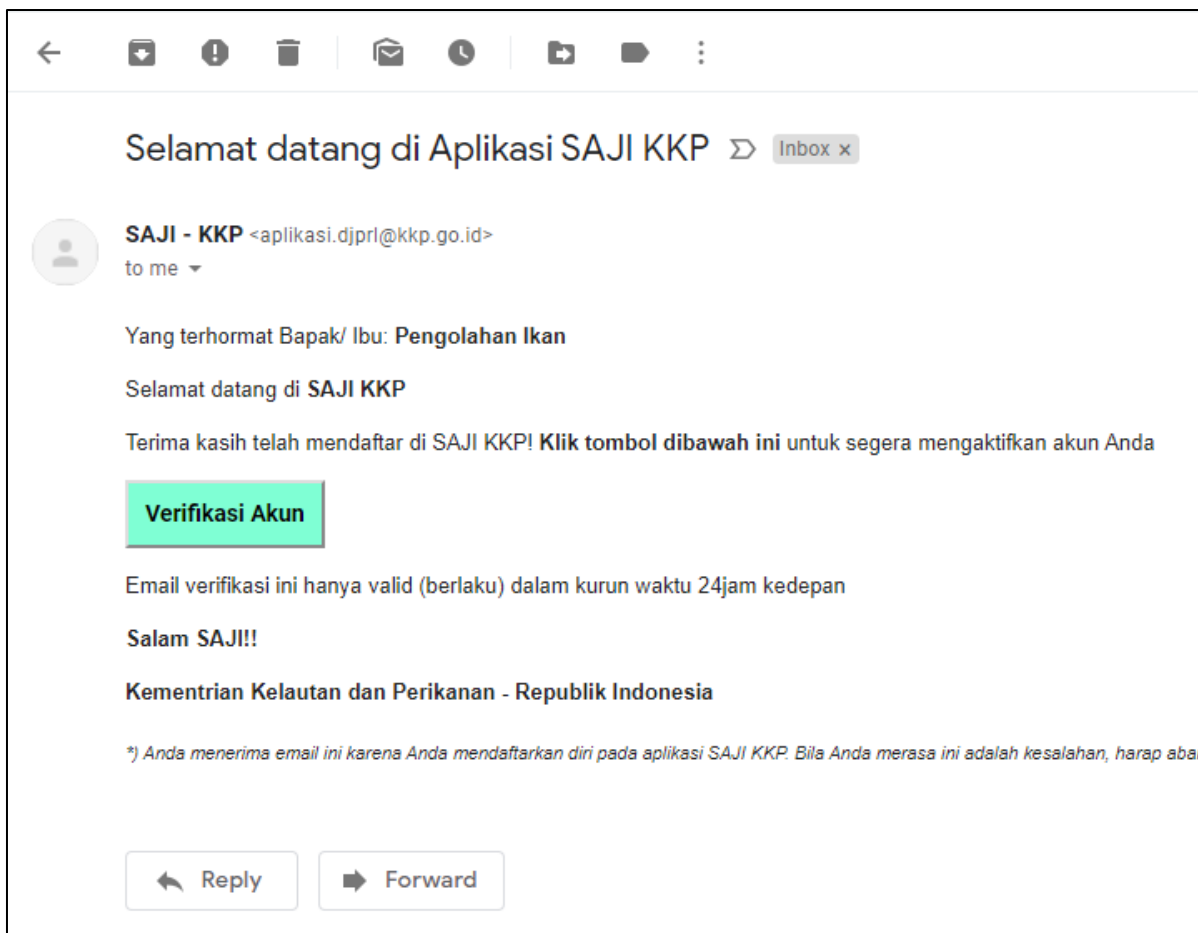 Selamat datang di Aplikasi SAJI KKP Inbox x
SAJI - KKP <aplikasi.djprl@kkp.go.id>
to me
Yang terhormat Bapak/ Ibu: Pengolahan Ikan
Selamat datang di SAJI KKP
Terima kasih telah mendaftar di SAJI KKP! Klik tombol dibawah ini untuk segera mengaktifkan akun Anda
Verifikasi Akun
Email verifikasi ini hanya valid (berlaku) dalam kurun waktu 24jam kedepan
Salam SAJI!!
Kementrian Kelautan dan Perikanan - Republik Indonesia
*) Anda menerima email ini karena Anda mendaftarkan diri pada aplikasi SAJI KKP. Bila Anda merasa ini adalah kesalahan, harap
Reply Forward